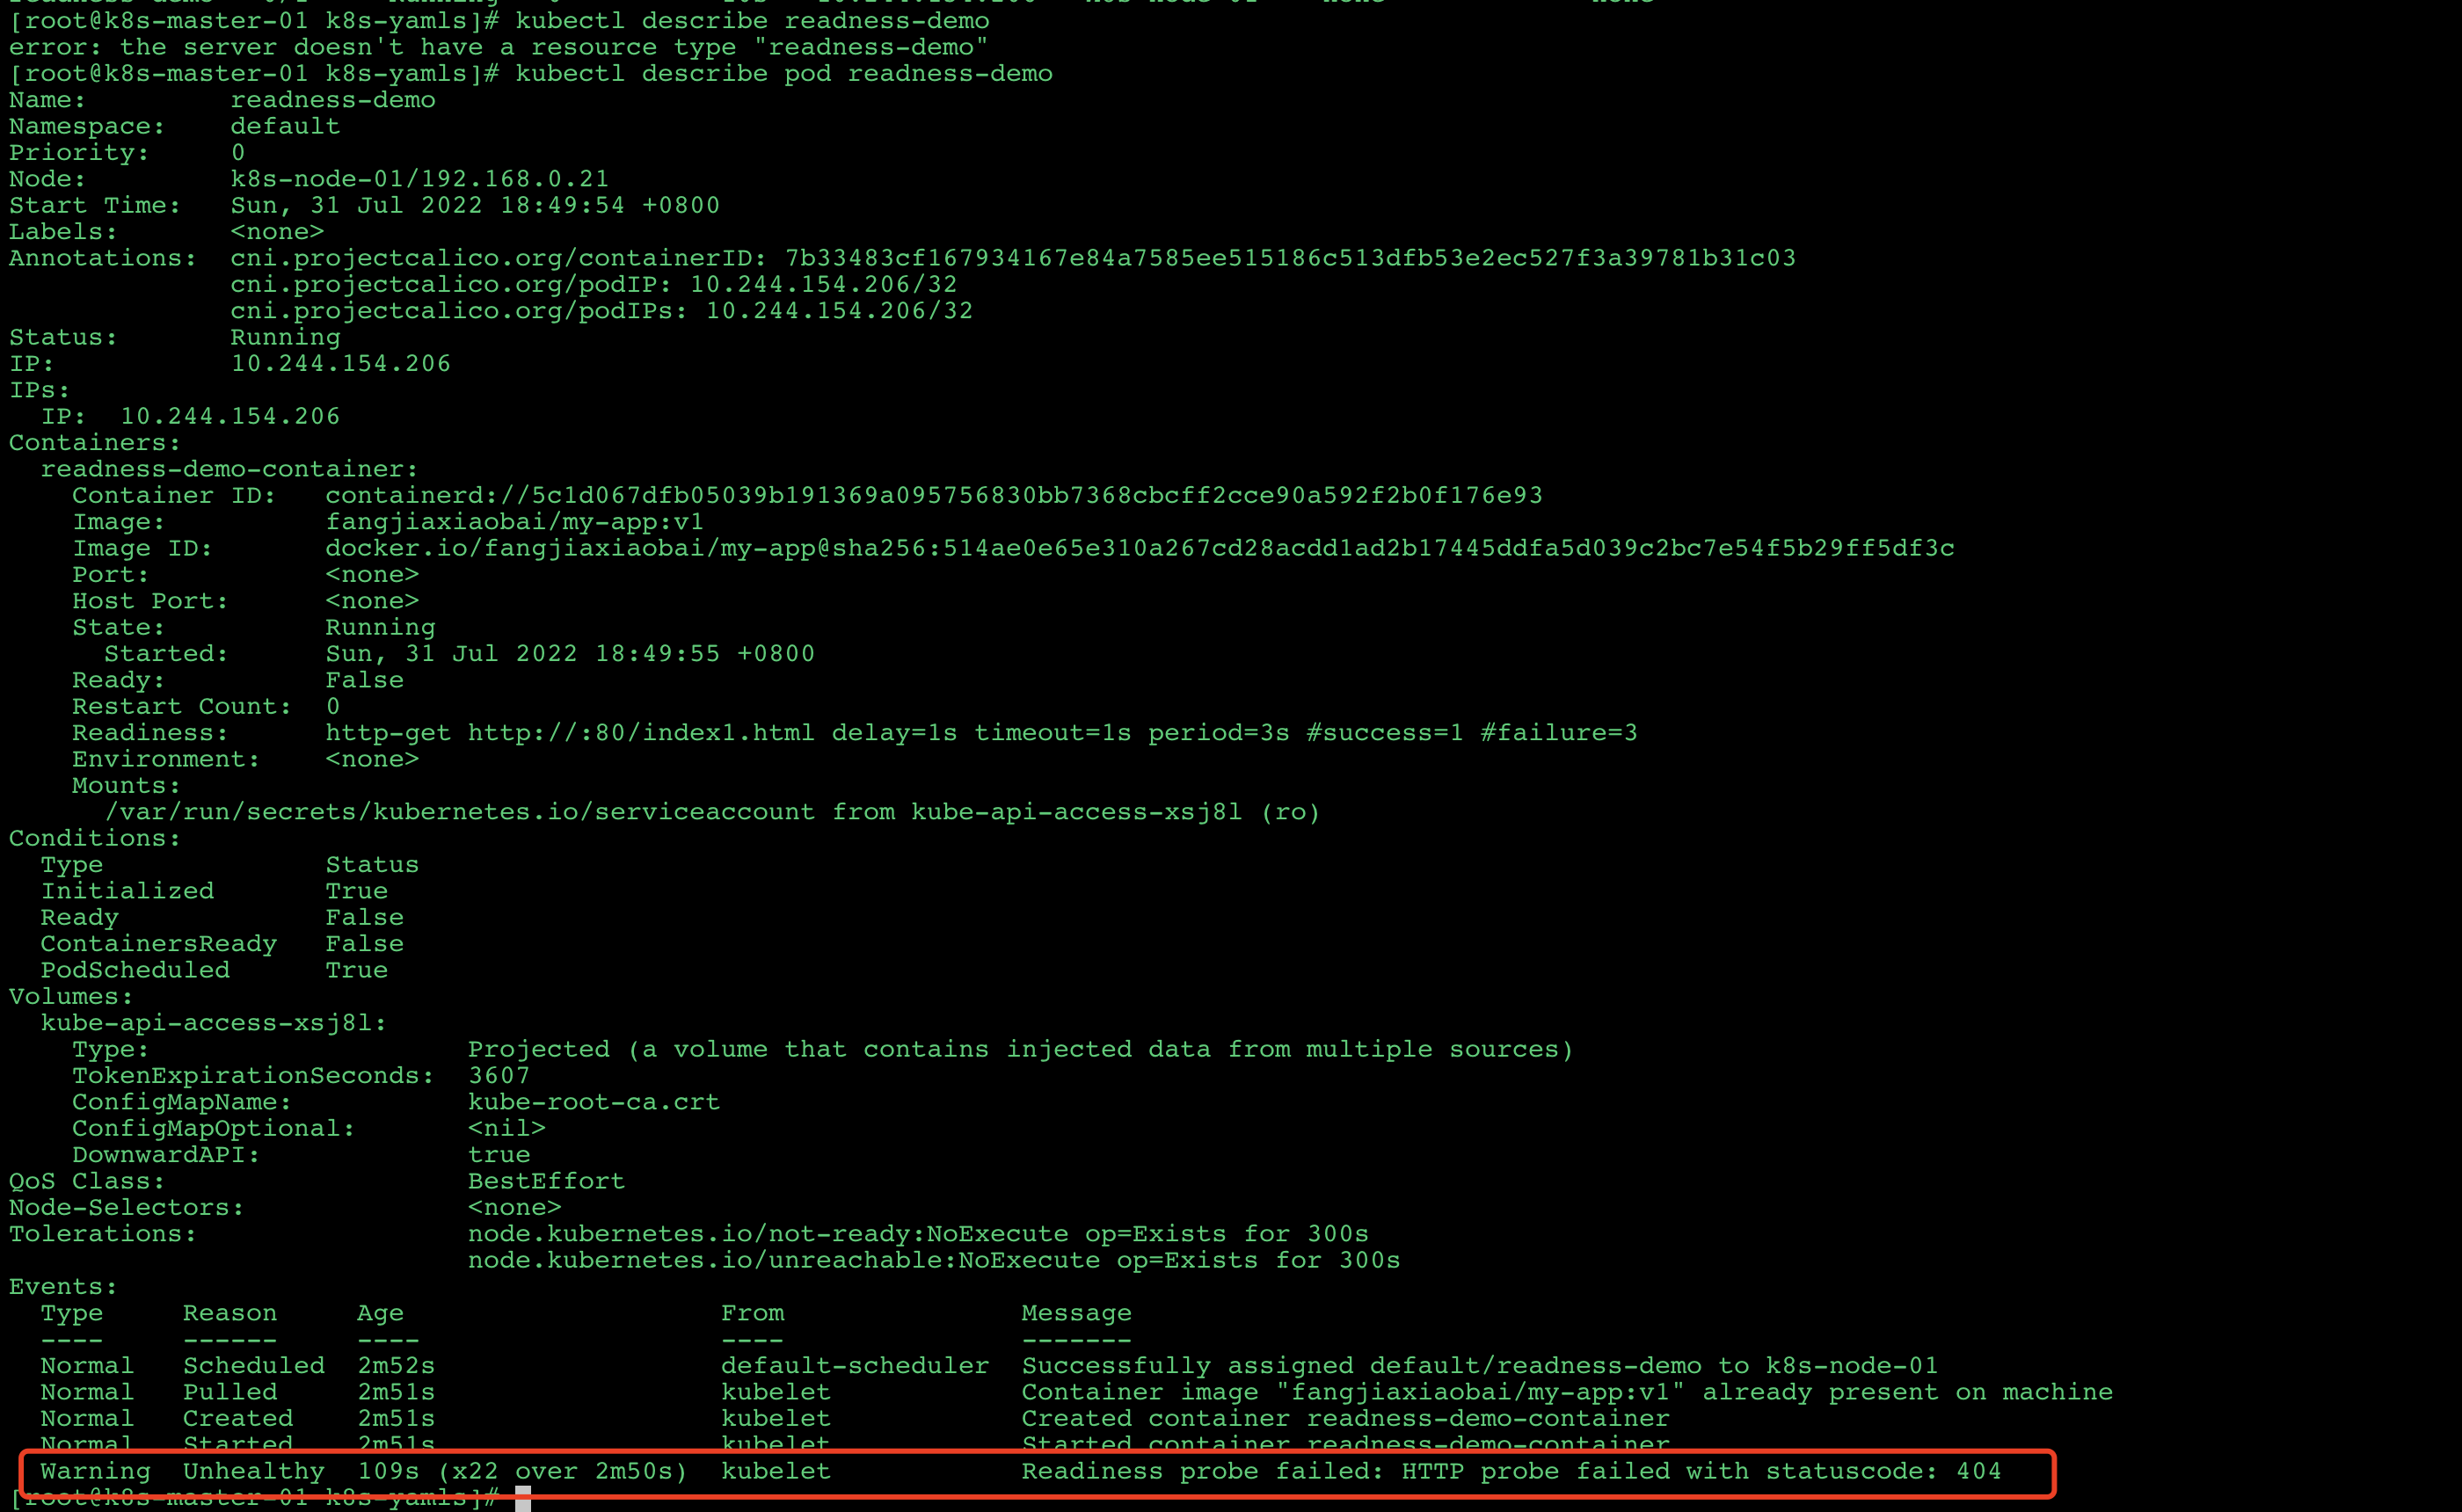 [root@k8s-master-01 k8s-yamls]# kubectl describe readness-demo
error: the server doesn't have a resource type "readness-demo"
[root@k8s-master-01 k8s-yamls]# kubectl describe pod readness-demo
Name:         readness-demo
Namespace:    default
Priority:     0
Node:         k8s-node-01/192.168.0.21
Start Time:   Sun, 31 Jul 2022 18:49:54 +0800
Labels:       <none>
Annotations:  cni.projectcalico.org/containerID: 7b33483cf167934167e84a7585ee515186c513dfb53e2ec527f3a39781b31c03
              cni.projectcalico.org/podIP: 10.244.154.206/32
              cni.projectcalico.org/podIPs: 10.244.154.206/32
Status:       Running
IP:           10.244.154.206
IPs:
  IP:  10.244.154.206
Containers:
  readness-demo-container:
    Container ID:   containerd://5c1d067dfb05039b191369a095756830bb7368cbcff2cce90a592f2b0f176e93
    Image:          fangjiaxiaobai/my-app:v1
    Image ID:       docker.io/fangjiaxiaobai/my-app@sha256:514ae0e65e310a267cd28acdd1ad2b17445ddfa5d039c2bc7e54f5b29ff5df3c
    Port:           <none>
    Host Port:      <none>
    State:          Running
      Started:      Sun, 31 Jul 2022 18:49:55 +0800
    Ready:          False
    Restart Count:  0
    Readiness:      http-get http://:80/index1.html delay=1s timeout=1s period=3s #success=1 #failure=3
    Environment:    <none>
    Mounts:
      /var/run/secrets/kubernetes.io/serviceaccount from kube-api-access-xsj8l (ro)
Conditions:
  Type              Status
  Initialized       True
  Ready             False
  ContainersReady   False
  PodScheduled      True
Volumes:
  kube-api-access-xsj8l:
    Type:                    Projected (a volume that contains injected data from multiple sources)
    TokenExpirationSeconds:  3607
    ConfigMapName:           kube-root-ca.crt
    ConfigMapOptional:       <nil>
    DownwardAPI:             true
QoS Class:                   BestEffort
Node-Selectors:              <none>
Tolerations:                 node.kubernetes.io/not-ready:NoExecute op=Exists for 300s
                             node.kubernetes.io/unreachable:NoExecute op=Exists for 300s
Events:
  Type     Reason     Age                    From               Message
  ----     ------     ----                   ----               -------
  Normal   Scheduled  2m52s                  default-scheduler  Successfully assigned default/readness-demo to k8s-node-01
  Normal   Pulled     2m51s                  kubelet            Container image "fangjiaxiaobai/my-app:v1" already present on machine
  Normal   Created    2m51s                  kubelet            Created container readness-demo-container
  Normal   Started    2m51s                  kubelet            Started container readness-demo-container
  Warning  Unhealthy  109s (x22 over 2m50s)  kubelet            Readiness probe failed: HTTP probe failed with statuscode: 404
[root@k8s-master-01 k8s-yamls]#